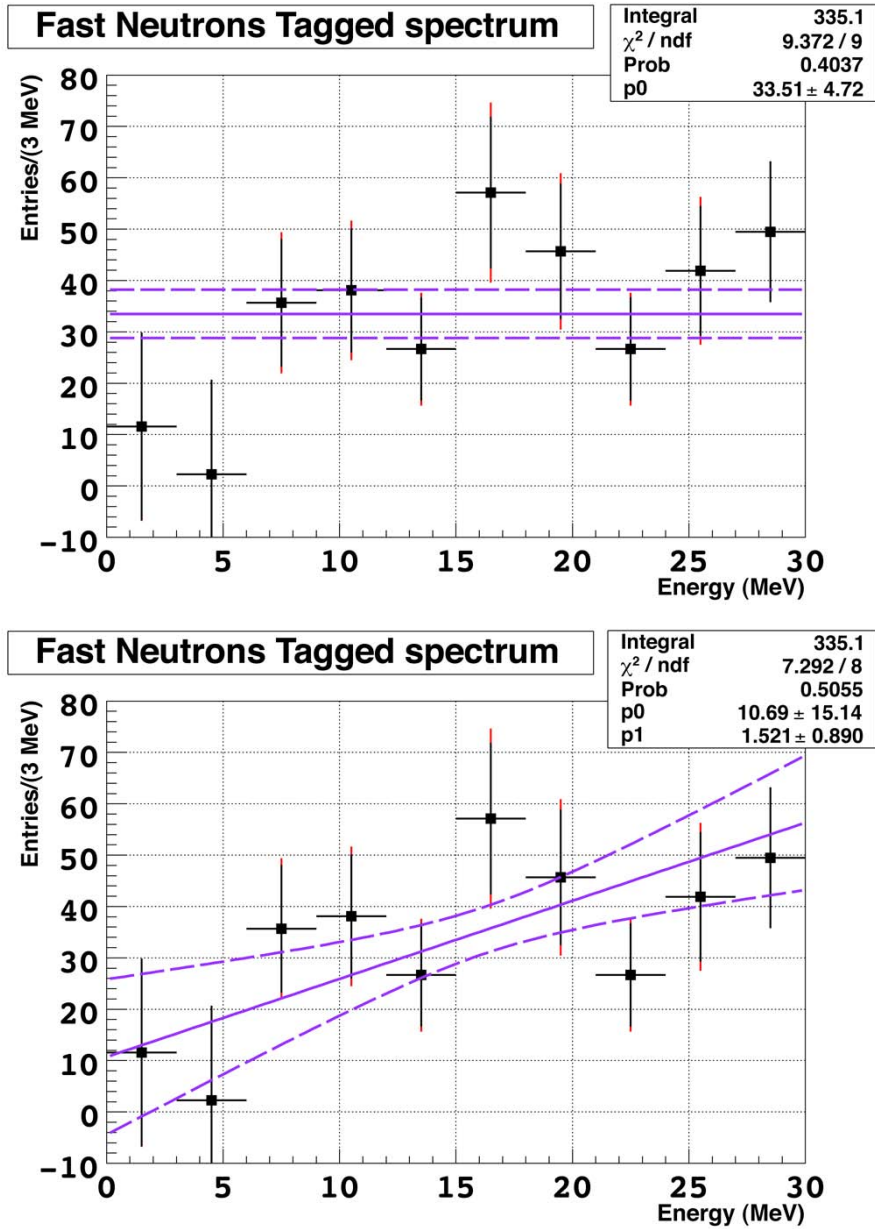 Fast Neutrons Tagged spectrum
Integral 335.1
χ² / ndf 9.372 / 9
Prob 0.4037
p0 33.51 ± 4.72
Entries/(3 MeV)
80
70
60
50
40
30
20
10
0
-10
0 5 10 15 20 25 30
Energy (MeV)
Fast Neutrons Tagged spectrum
Integral 335.1
χ² / ndf 7.292 / 8
Prob 0.5055
p0 10.69 ± 15.14
p1 1.521 ± 0.890
Entries/(3 MeV)
80
70
60
50
40
30
20
10
0
-10
0 5 10 15 20 25 30
Energy (MeV)